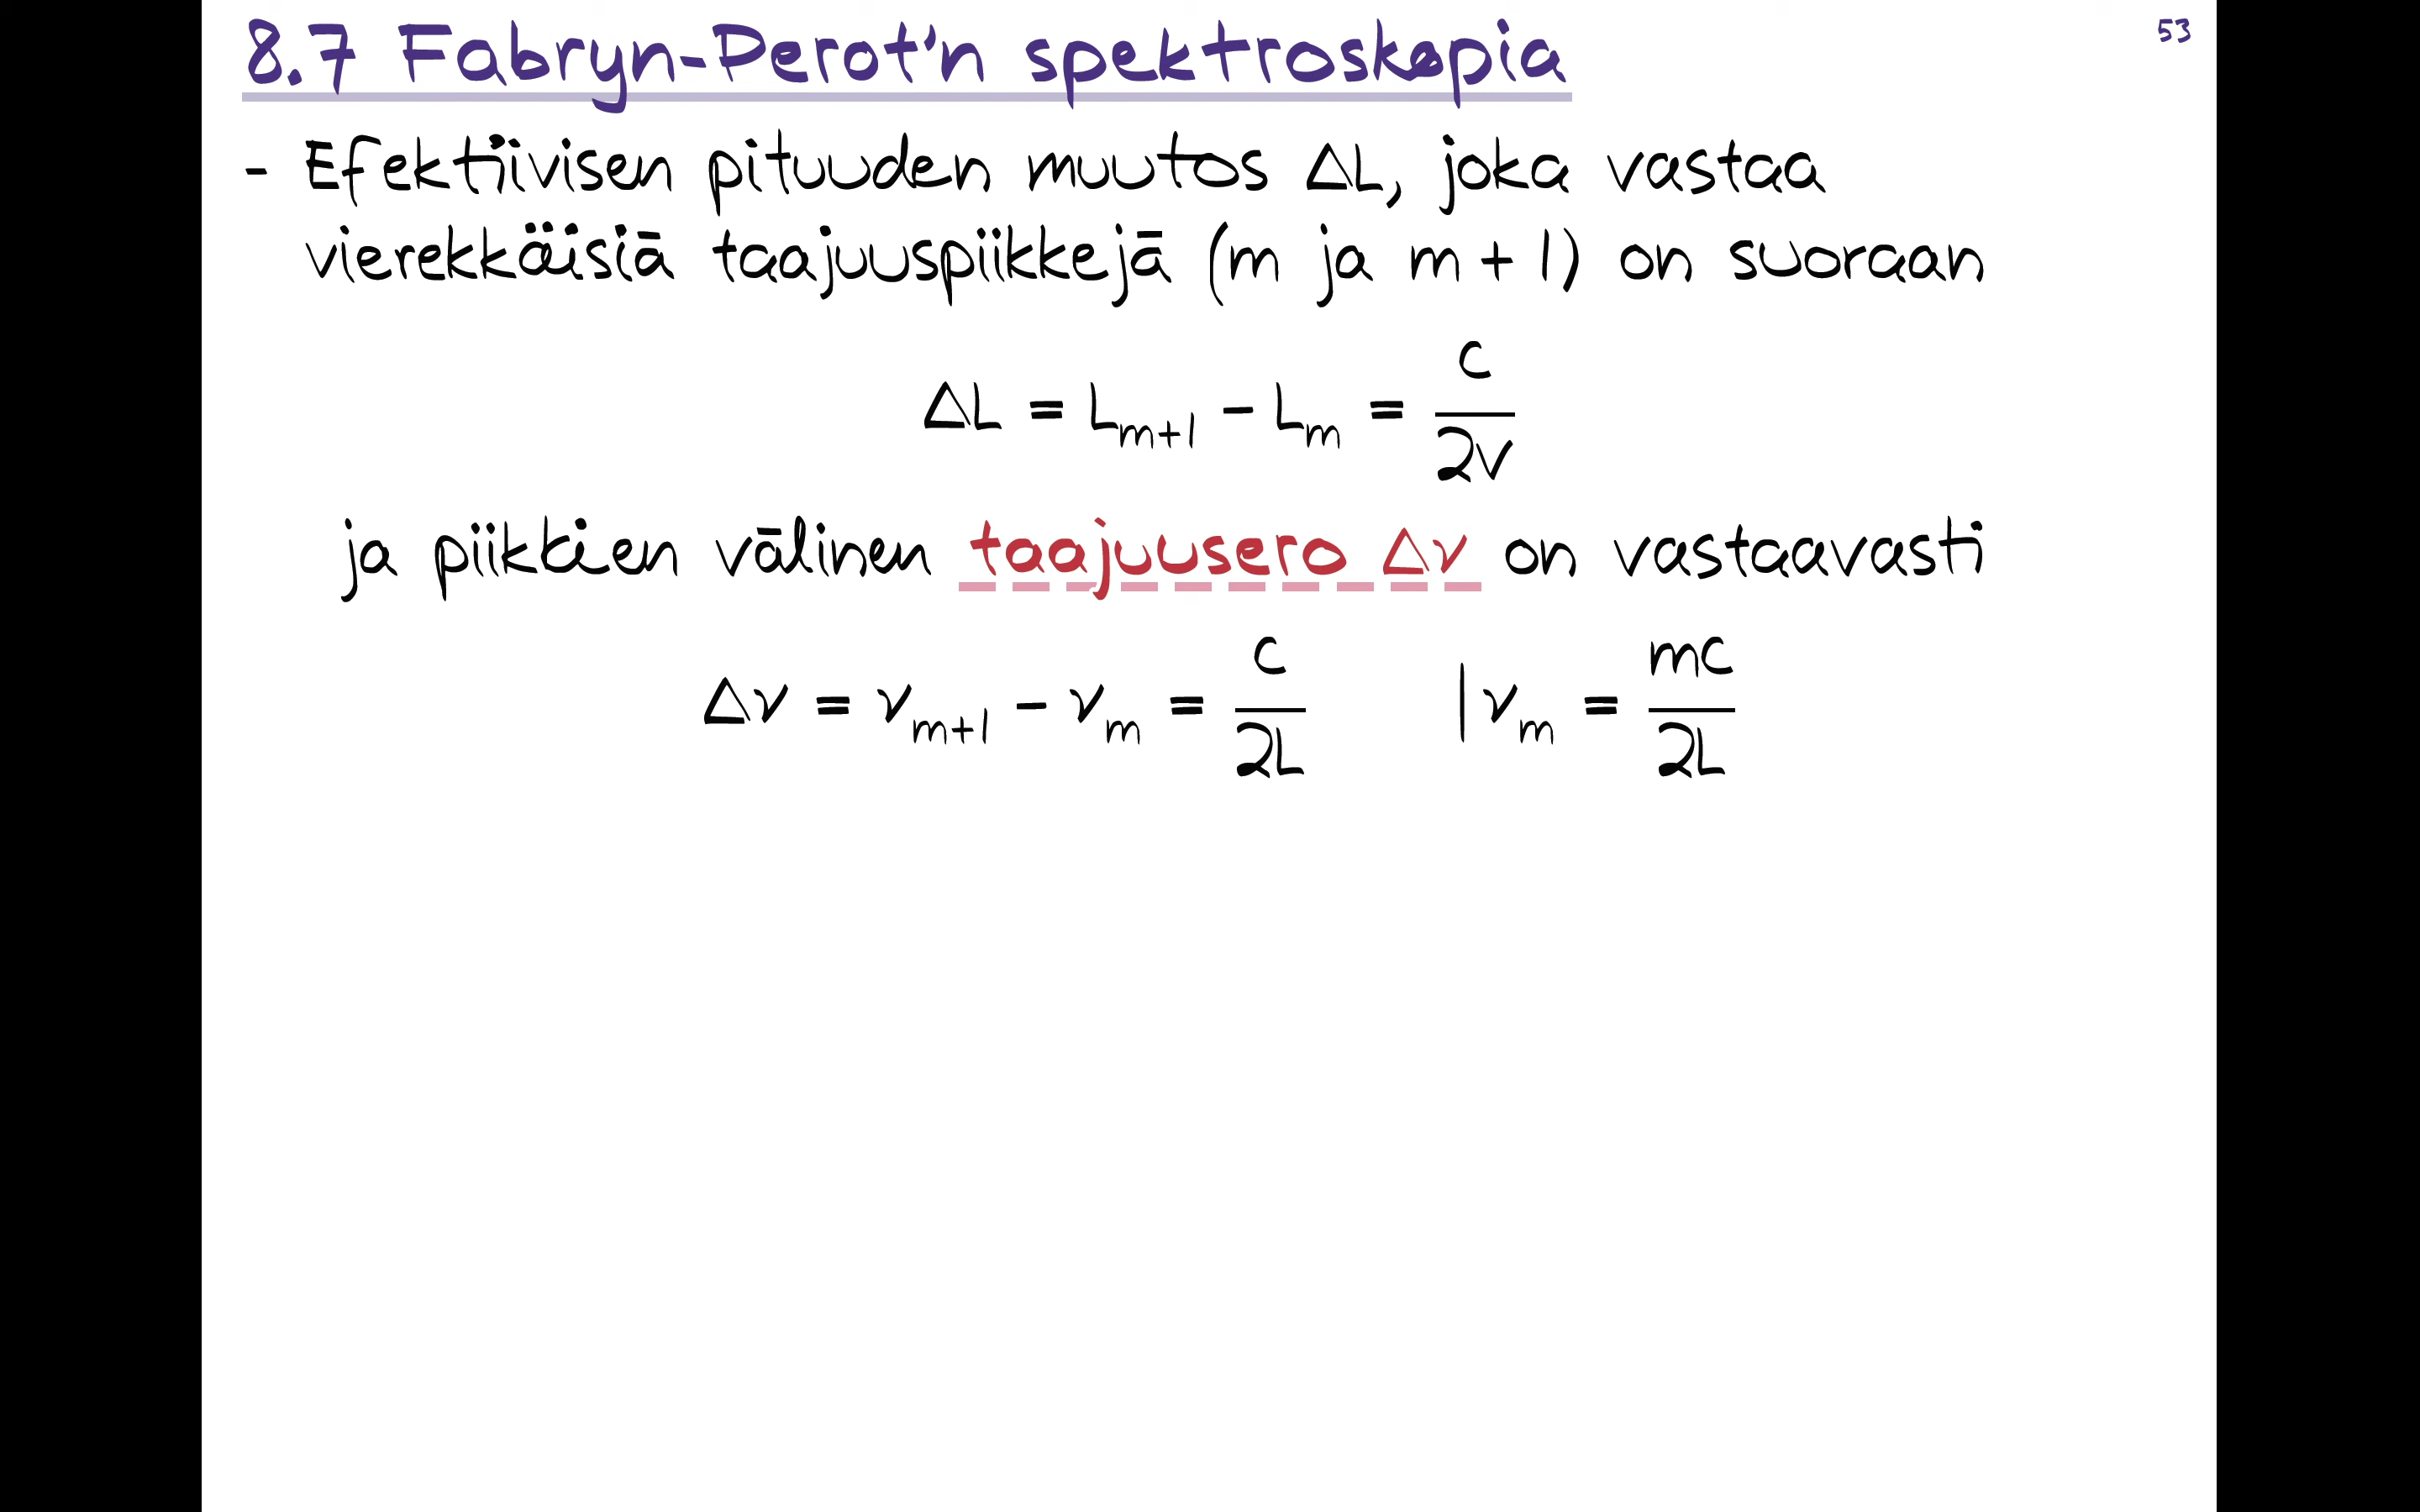 8.7 Fabryn-Perot'n spektroskopia
53
- Efektiivisen pituuden muutos ΔL, joka vastaa
vierekkäisiä taajuuspiikkejä (m ja m + 1) on suoraan
ΔL = L_{m+1} - L_m = c/2ν
ja piikkien välinen taajuusero Δν on vastaavasti
Δν = ν_{m+1} - ν_m = c/2L | ν_m = mc/2L